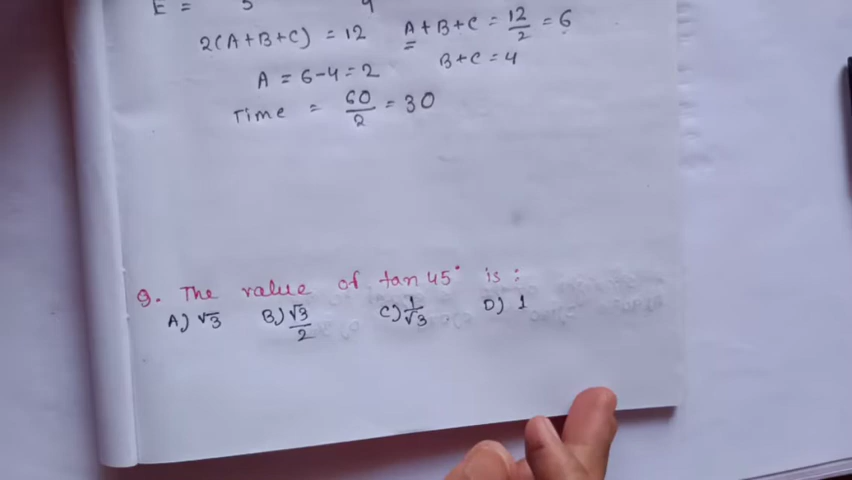 E =
2(A+B+C) = 12 A+B+C = 12/2 = 6
A = 6-4 = 2 B+C = 4
Time = 60/2 = 30
9. The value of tan 45° is :
A) √3 B) √3/2 C) 1/√3 D) 1